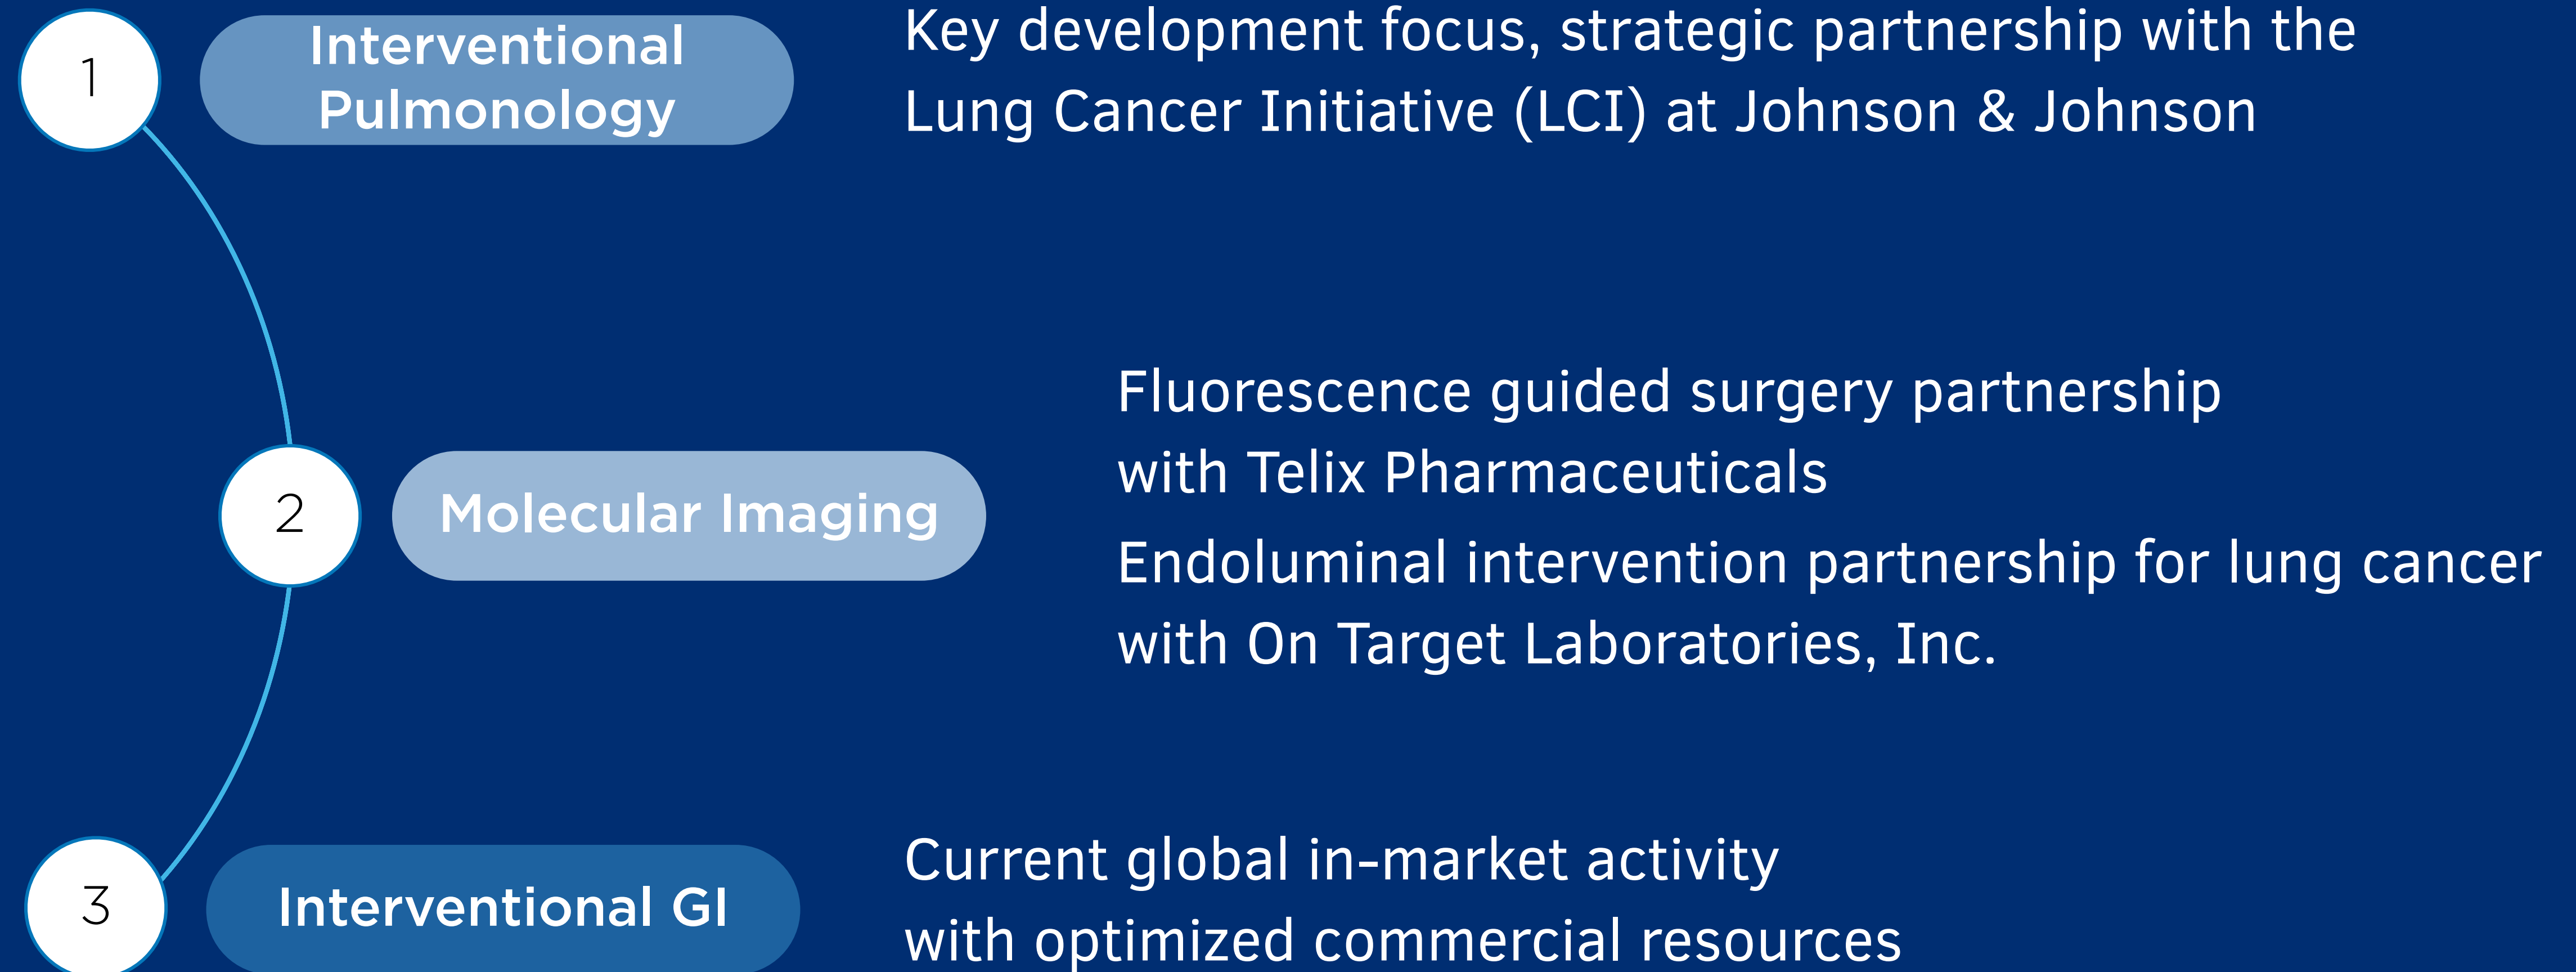 1
Interventional
Pulmonology
Key development focus, strategic partnership with the
Lung Cancer Initiative (LCI) at Johnson & Johnson
2
Molecular Imaging
Fluorescence guided surgery partnership
with Telix Pharmaceuticals
Endoluminal intervention partnership for lung cancer
with On Target Laboratories, Inc.
3
Interventional GI
Current global in-market activity
with optimized commercial resources